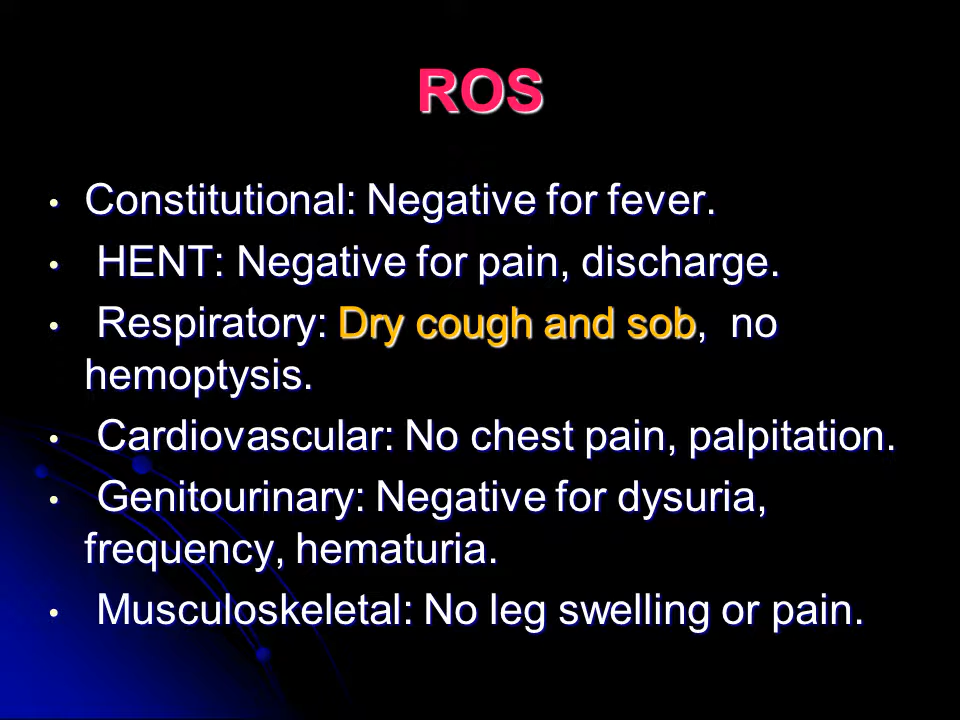 ROS
• Constitutional: Negative for fever.
• HENT: Negative for pain, discharge.
• Respiratory: Dry cough and sob, no
hemoptysis.
• Cardiovascular: No chest pain, palpitation.
• Genitourinary: Negative for dysuria,
frequency, hematuria.
• Musculoskeletal: No leg swelling or pain.